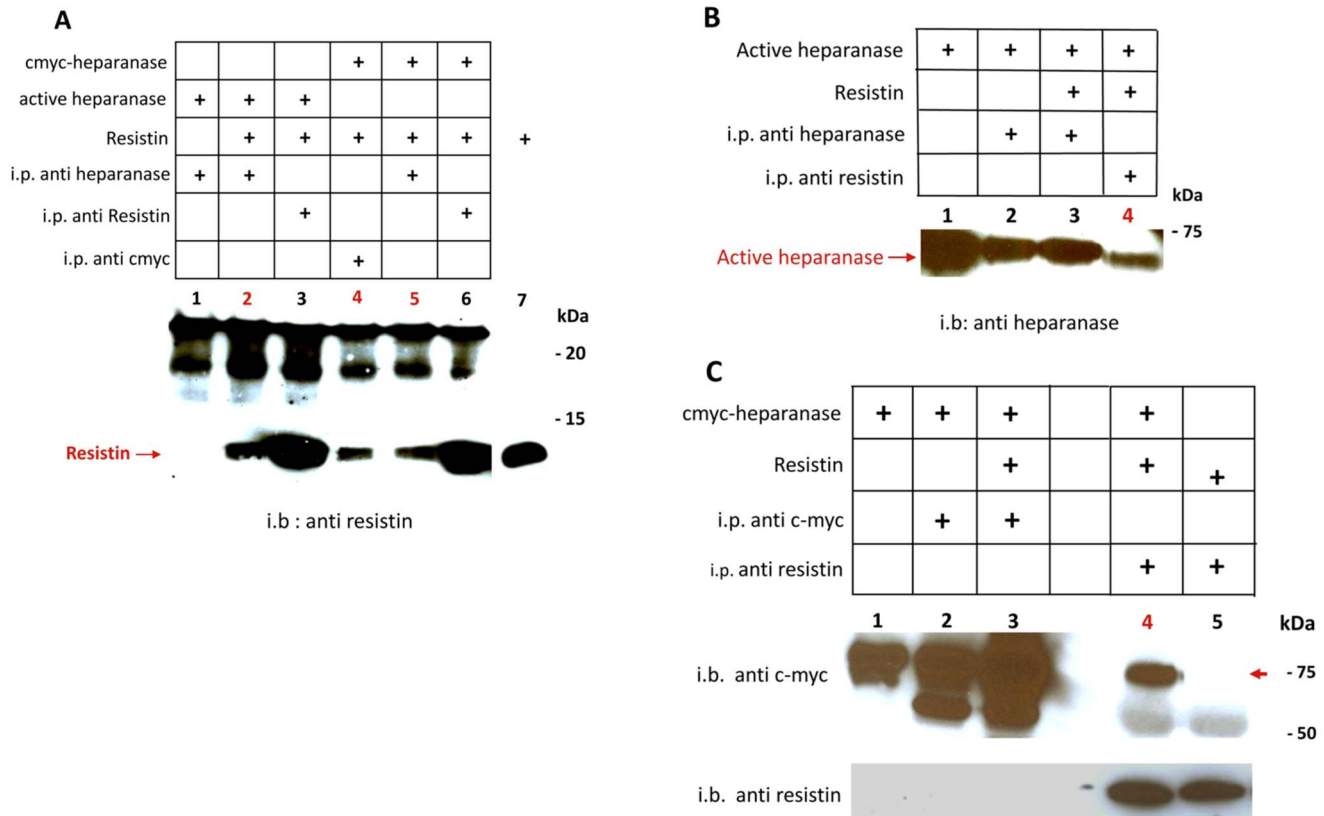 A
cmyc-heparanase + + +
active heparanase + + +
Resistin + + + + + +
i.p. anti heparanase + + +
i.p. anti Resistin + +
i.p. anti cmyc +
1 2 3 4 5 6 7
kDa
- 20
- 15
Resistin →
i.b : anti resistin
B
Active heparanase + + + +
Resistin + +
i.p. anti heparanase + +
i.p. anti resistin +
kDa
1 2 3 4
- 75
Active heparanase →
i.b: anti heparanase
C
cmyc-heparanase + + + +
Resistin + + +
i.p. anti c-myc + +
i.p. anti resistin + +
1 2 3 4 5 kDa
i.b. anti c-myc - 75
- 50
i.b. anti resistin